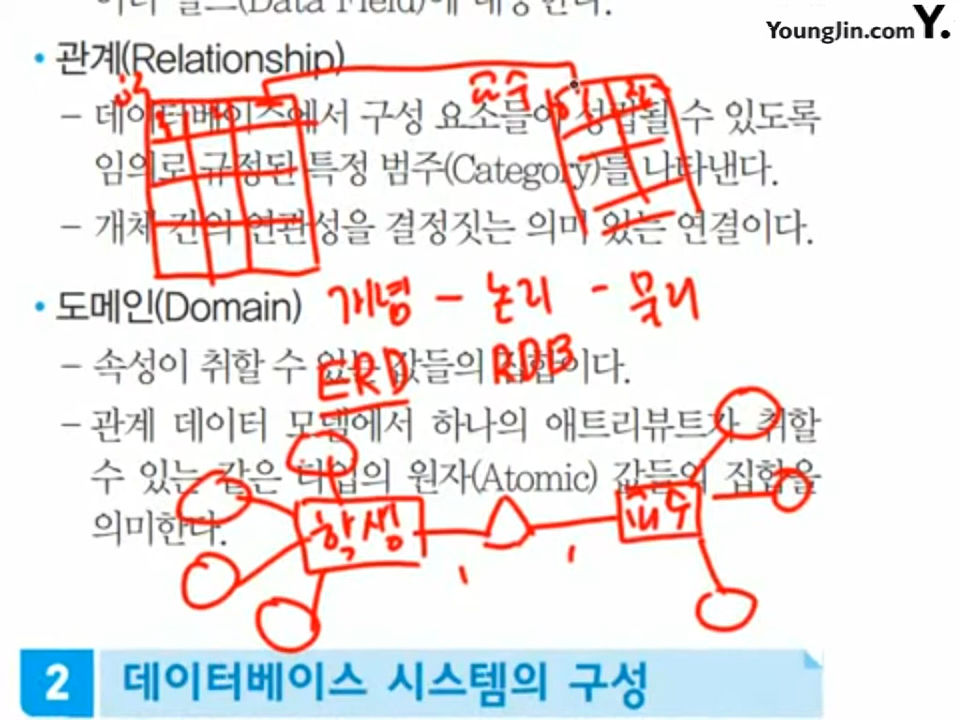 YoungJin.com Y.
• 관계(Relationship)
– 데이터베이스에서 구성 요소들이 성립될 수 있도록
임의로 규정된 특정 범주(Category)를 나타낸다.
– 개체 간의 연관성을 결정짓는 의미 있는 연결이다.
• 도메인(Domain) 개념 – 논리 - 물리
– 속성이 취할 수 있는 값들의 집합이다.
ERD RDB
– 관계 데이터 모델에서 하나의 애트리뷰트가 취할
수 있는 같은 타입의 원자(Atomic) 값들의 집합을
의미한다.
학생 교수
2 데이터베이스 시스템의 구성